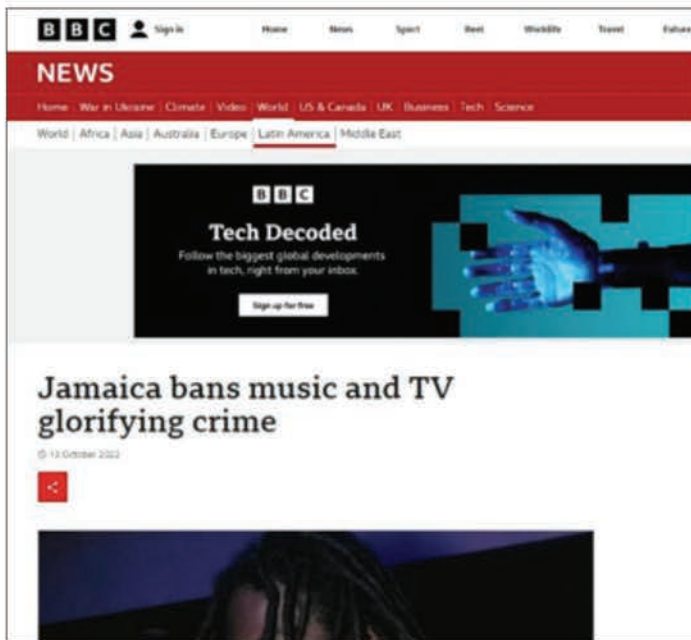 BBC Sign in Home News Sport Reel Worklife Travel Future
NEWS
Home War in Ukraine Climate Video World US & Canada UK Business Tech Science
World Africa Asia Australia Europe Latin America Middle East
BBC
Tech Decoded
Follow the biggest global developments
in tech, right from your inbox.
Sign up for free
Jamaica bans music and TV
glorifying crime
13 October 2022